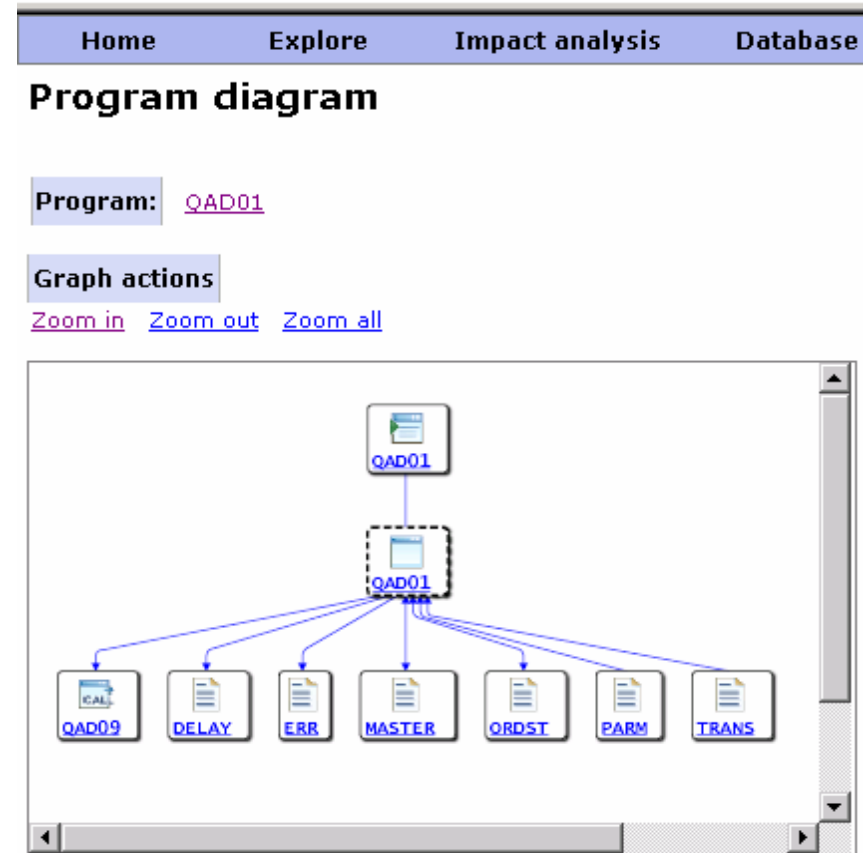 Home Explore Impact analysis Database
Program diagram
Program: QAD01
Graph actions
Zoom in Zoom out Zoom all
QAD01
QAD01
CALL
QAD09 DELAY ERR MASTER ORDST PARM TRANS